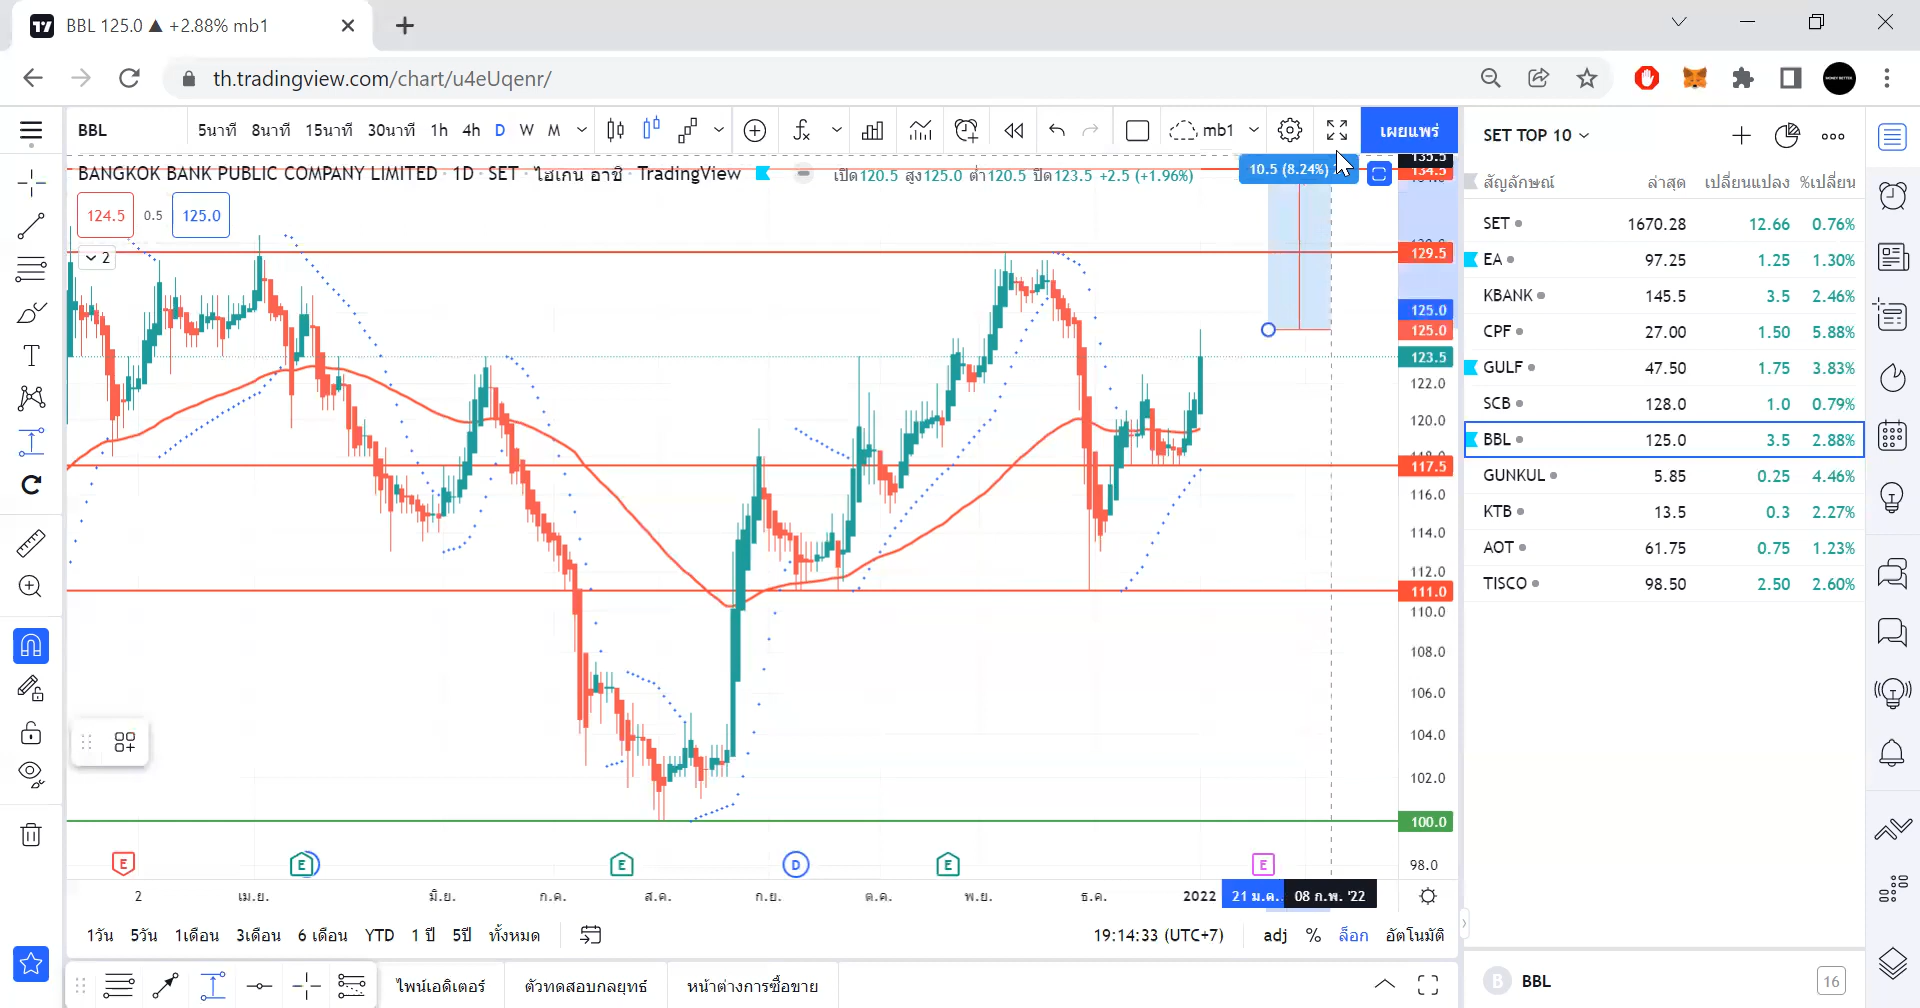 BBL 125.0 ▲ +2.88% mb1
th.tradingview.com/chart/u4eUqenr/
BBL 5นาที 8นาที 15นาที 30นาที 1h 4h D W M mb1 เผยแพร่
BANGKOK BANK PUBLIC COMPANY LIMITED · 1D · SET · ไฮเกน อาชิ · TradingView
เปิด120.5 สูง125.0 ต่ำ120.5 ปิด123.5 +2.5 (+1.96%)
124.5 0.5 125.0
2
10.5 (8.24%)
135.5
134.5
129.5
125.0
125.0
123.5
122.0
120.0
117.5
116.0
114.0
112.0
111.0
110.0
108.0
106.0
104.0
102.0
100.0
98.0
E E E D E E
2 เม.ย. มิ.ย. ก.ค. ส.ค. ก.ย. ต.ค. พ.ย. ธ.ค. 2022 21 ม.ค. 08 ก.พ. '22
1วัน 5วัน 1เดือน 3เดือน 6 เดือน YTD 1 ปี 5ปี ทั้งหมด
19:14:33 (UTC+7) adj % ล็อก อัตโนมัติ
ไพน์เอดิเตอร์ ตัวทดสอบกลยุทธ์ หน้าต่างการซื้อขาย
SET TOP 10
สัญลักษณ์ ล่าสุด เปลี่ยนแปลง %เปลี่ยน
SET 1670.28 12.66 0.76%
EA 97.25 1.25 1.30%
KBANK 145.5 3.5 2.46%
CPF 27.00 1.50 5.88%
GULF 47.50 1.75 3.83%
SCB 128.0 1.0 0.79%
BBL 125.0 3.5 2.88%
GUNKUL 5.85 0.25 4.46%
KTB 13.5 0.3 2.27%
AOT 61.75 0.75 1.23%
TISCO 98.50 2.50 2.60%
B BBL 16